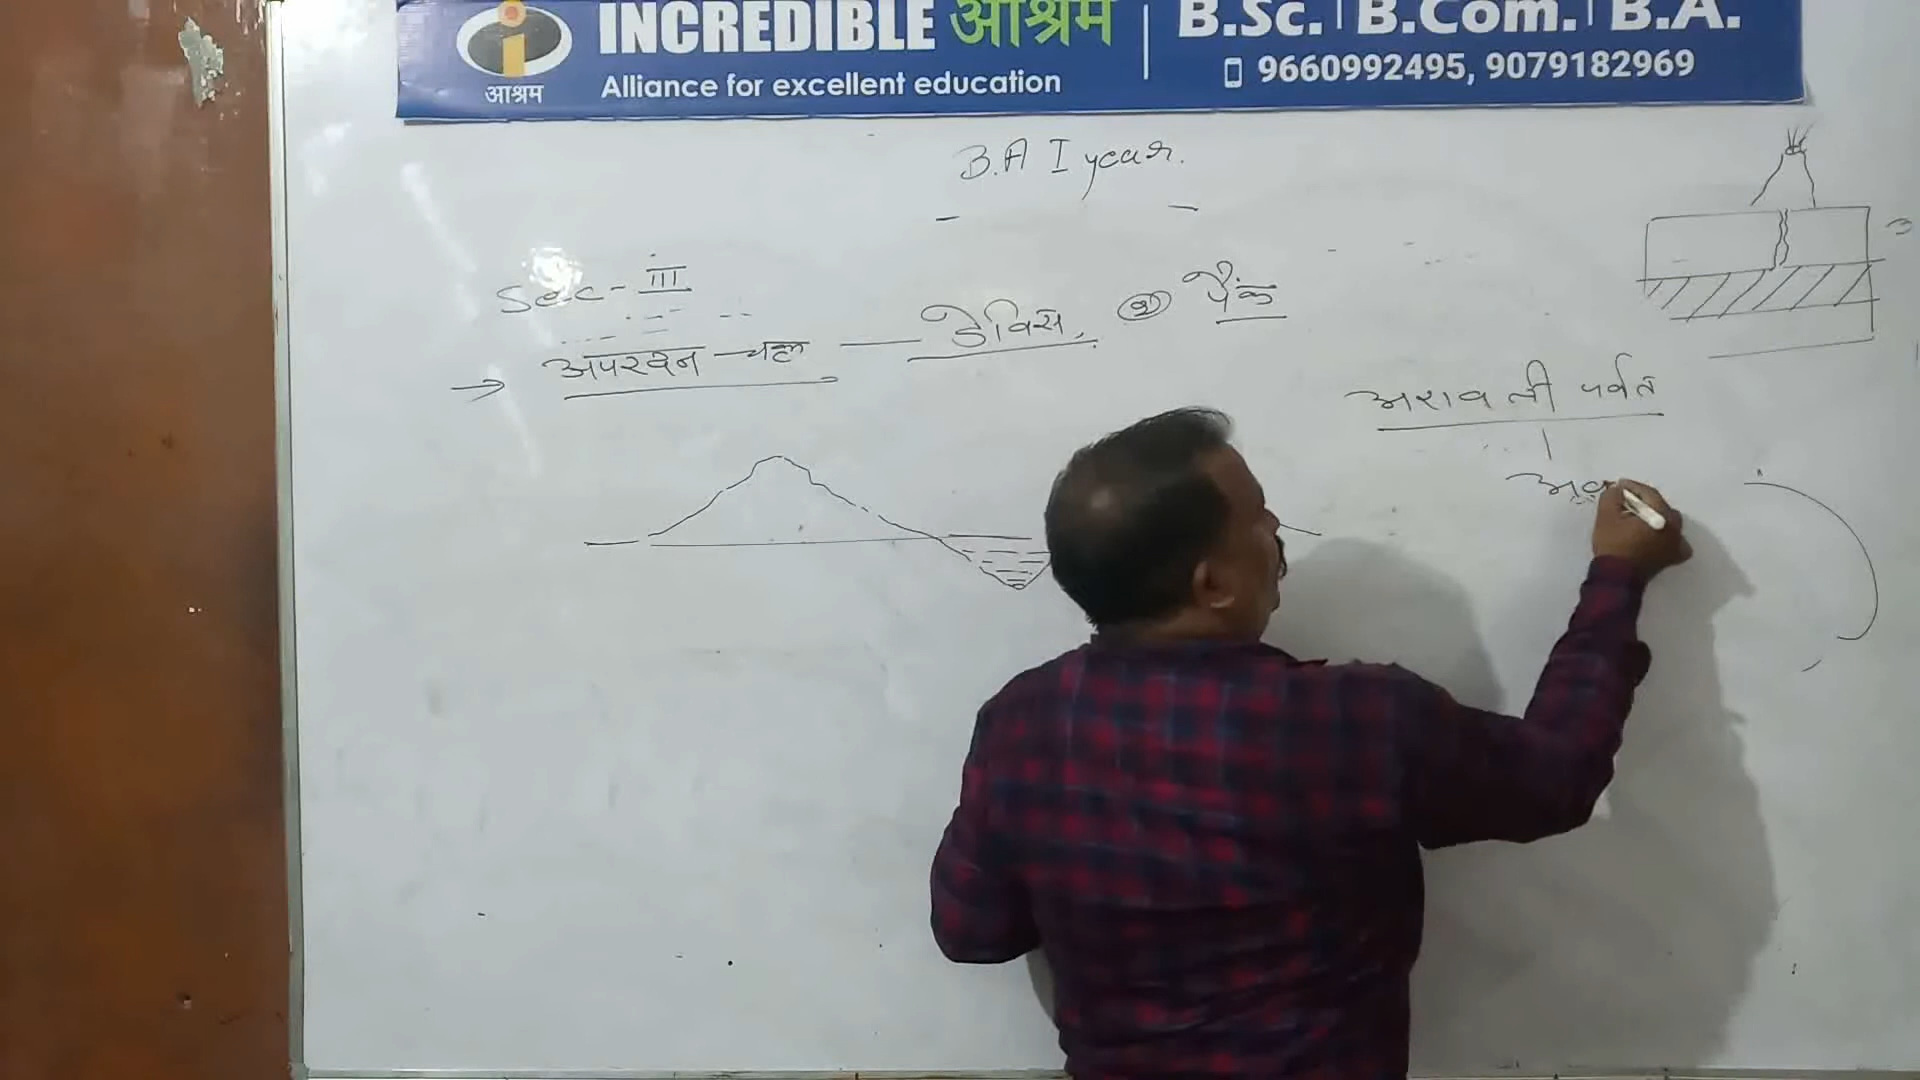 INCREDIBLE आश्रम
Alliance for excellent education
आश्रम
B.Sc. | B.Com. | B.A.
9660992495, 9079182969
B.A I year.
Sec-III
→ अपरदन चक्र — डेविस, @ पैंक
अरावली पर्वत
अव